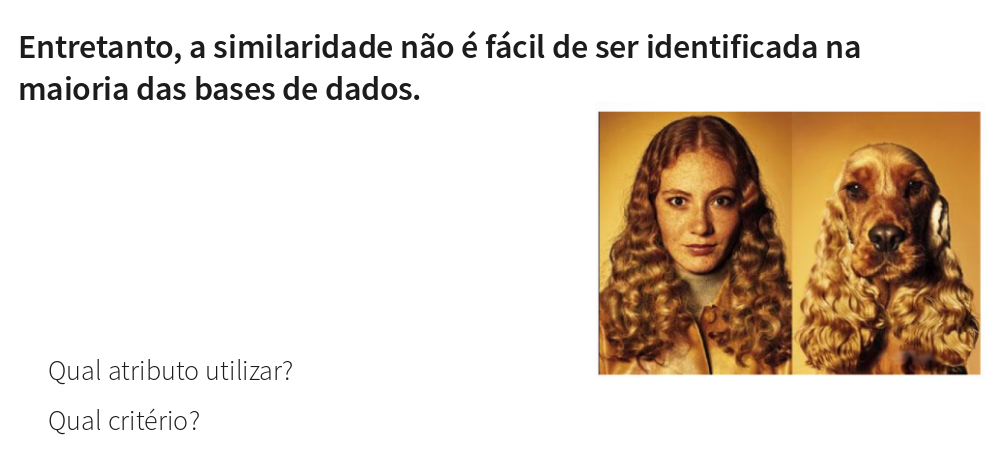 Entretanto, a similaridade não é fácil de ser identificada na
maioria das bases de dados.
Qual atributo utilizar?
Qual critério?